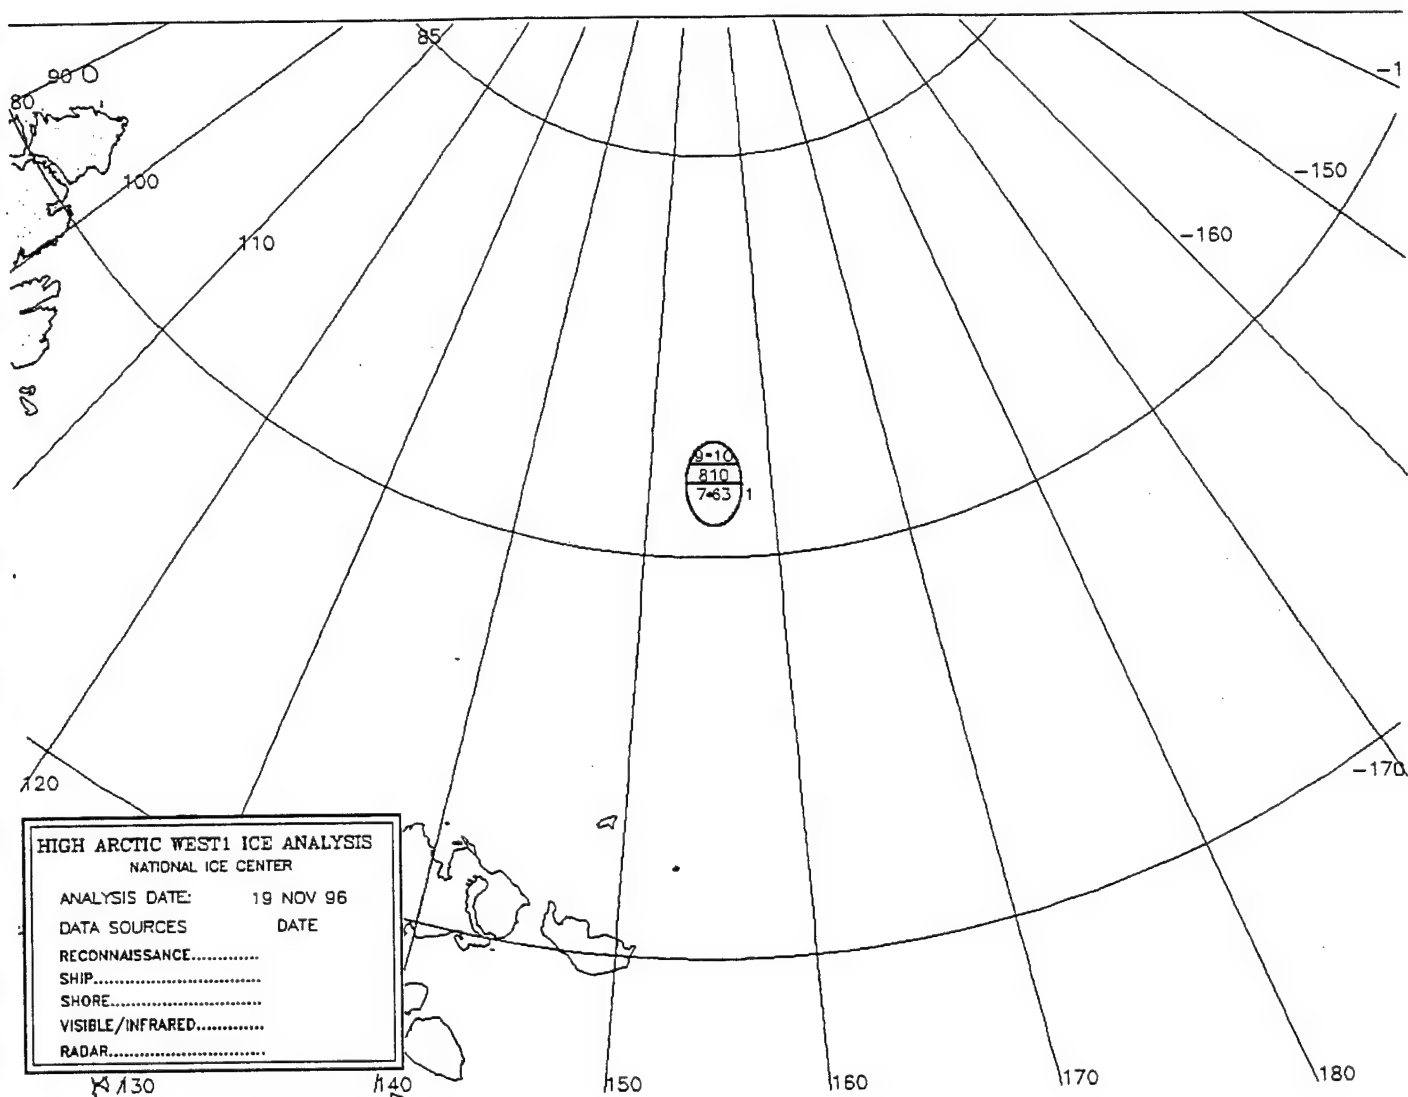 85
90
80
-1
100
-150
110
-160
9-10
810
7•63 1
120
-170
HIGH ARCTIC WEST1 ICE ANALYSIS
NATIONAL ICE CENTER
ANALYSIS DATE: 19 NOV 96
DATA SOURCES DATE
RECONNAISSANCE.............
SHIP................................
SHORE.............................
VISIBLE/INFRARED.............
RADAR..............................
130
140
150
160
170
180